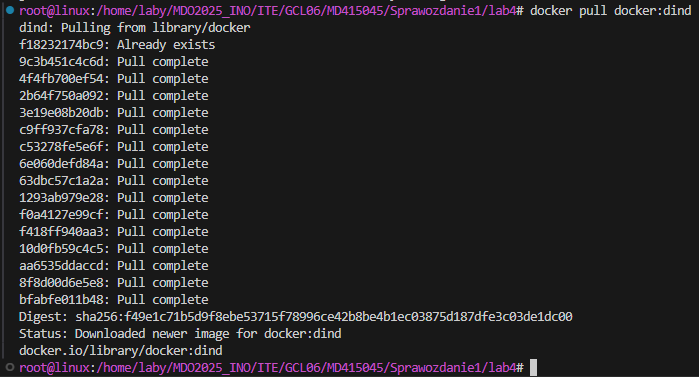 root@linux:/home/laby/MDO2025_INO/ITE/GCL06/MD415045/Sprawozdanie1/lab4# docker pull docker:dind
dind: Pulling from library/docker
f18232174bc9: Already exists
9c3b451c4c6d: Pull complete
4f4fb700ef54: Pull complete
2b64f750a092: Pull complete
3e19e08b20db: Pull complete
c9ff937cfa78: Pull complete
c53278fe5e6f: Pull complete
6e060defd84a: Pull complete
63dbc57c1a2a: Pull complete
1293ab979e28: Pull complete
f0a4127e99cf: Pull complete
f418ff940aa3: Pull complete
10d0fb59c4c5: Pull complete
aa6535ddaccd: Pull complete
8f8d00d6e5e8: Pull complete
bfabfe011b48: Pull complete
Digest: sha256:f49e1c71b5d9f8ebe53715f78996ce42b8be4b1ec03875d187dfe3c03de1dc00
Status: Downloaded newer image for docker:dind
docker.io/library/docker:dind
root@linux:/home/laby/MDO2025_INO/ITE/GCL06/MD415045/Sprawozdanie1/lab4#